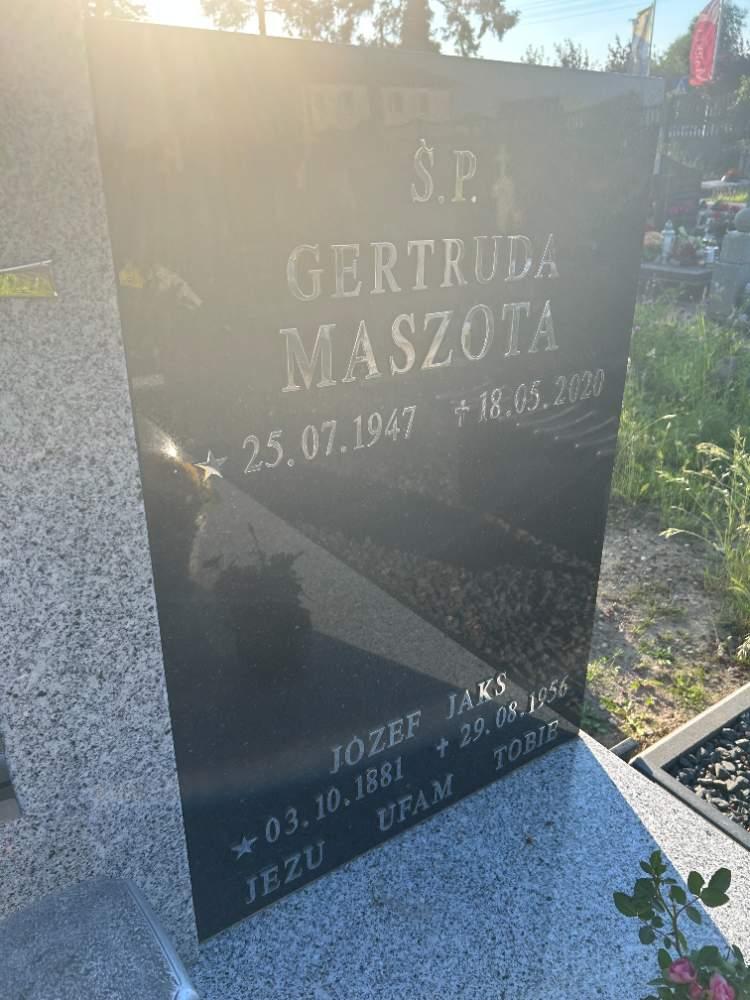 Ś.P.
GERTRUDA
MASZOTA
★ 25.07.1947 ✝ 18.05.2020
JÓZEF JAKS
★ 03.10.1881 ✝ 29.08.1956
JEZU UFAM TOBIE